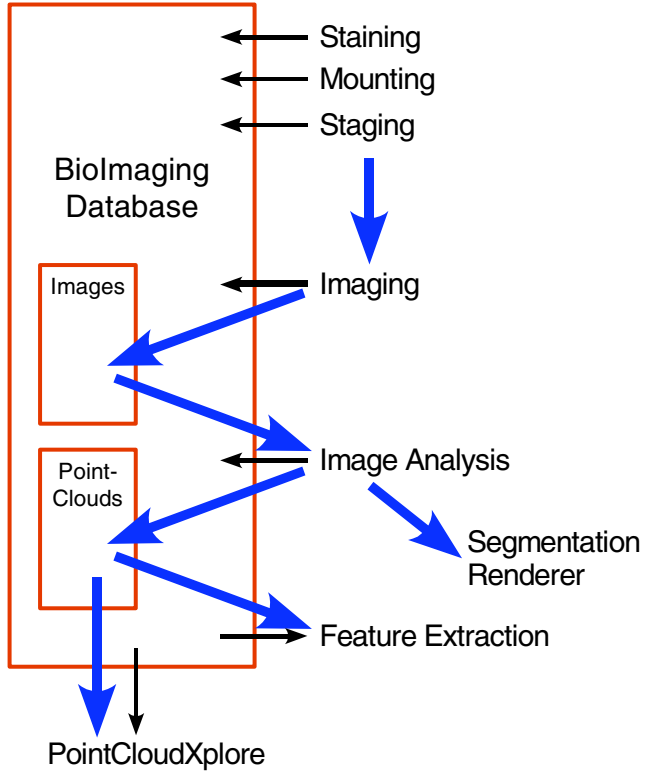 Staining
Mounting
Staging
BioImaging
Database
Images
Imaging
Point-
Clouds
Image Analysis
Segmentation
Renderer
Feature Extraction
PointCloudXplore